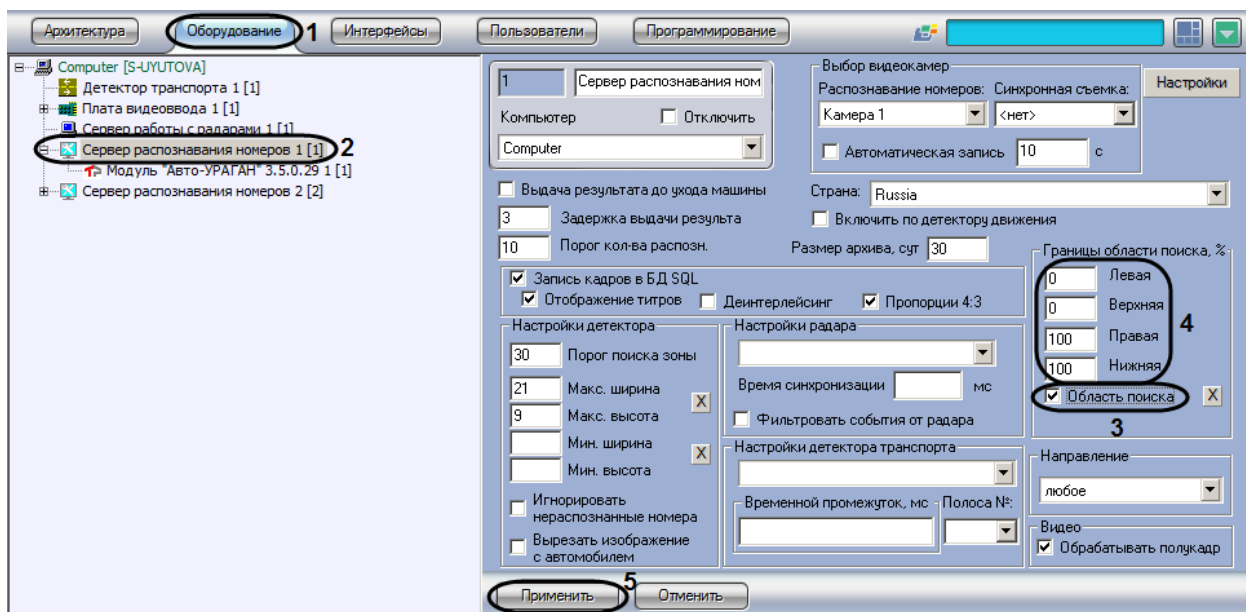 Архитектура
Оборудование
1
Интерфейсы
Пользователи
Программирование
Computer [S-UYUTOVA]
Детектор транспорта 1 [1]
Плата видеоввода 1 [1]
Сервер работы с радарами 1 [1]
Сервер распознавания номеров 1 [1]
2
Модуль "Авто-УРАГАН" 3.5.0.29 1 [1]
Сервер распознавания номеров 2 [2]
1
Сервер распознавания ном
Компьютер
Отключить
Computer
Выбор видеокамер
Распознавание номеров:
Синхронная съемка:
Камера 1
<нет>
Автоматическая запись
10
с
Настройки
Выдача результата до ухода машины
3
Задержка выдачи результа
10
Порог кол-ва распозн.
Страна:
Russia
Включить по детектору движения
Размер архива, сут
30
Запись кадров в БД SQL
Отображение титров
Деинтерлейсинг
Пропорции 4:3
Границы области поиска, %
0
Левая
0
Верхняя
100
Правая
100
Нижняя
4
Область поиска
X
3
Настройки детектора
30
Порог поиска зоны
21
Макс. ширина
X
9
Макс. высота
Мин. ширина
X
Мин. высота
Игнорировать
нераспознанные номера
Вырезать изображение
с автомобилем
Настройки радара
Время синхронизации
мс
Фильтровать события от радара
Настройки детектора транспорта
Временной промежуток, мс
Полоса №:
Направление
любое
Видео
Обрабатывать полукадр
Применить
5
Отменить